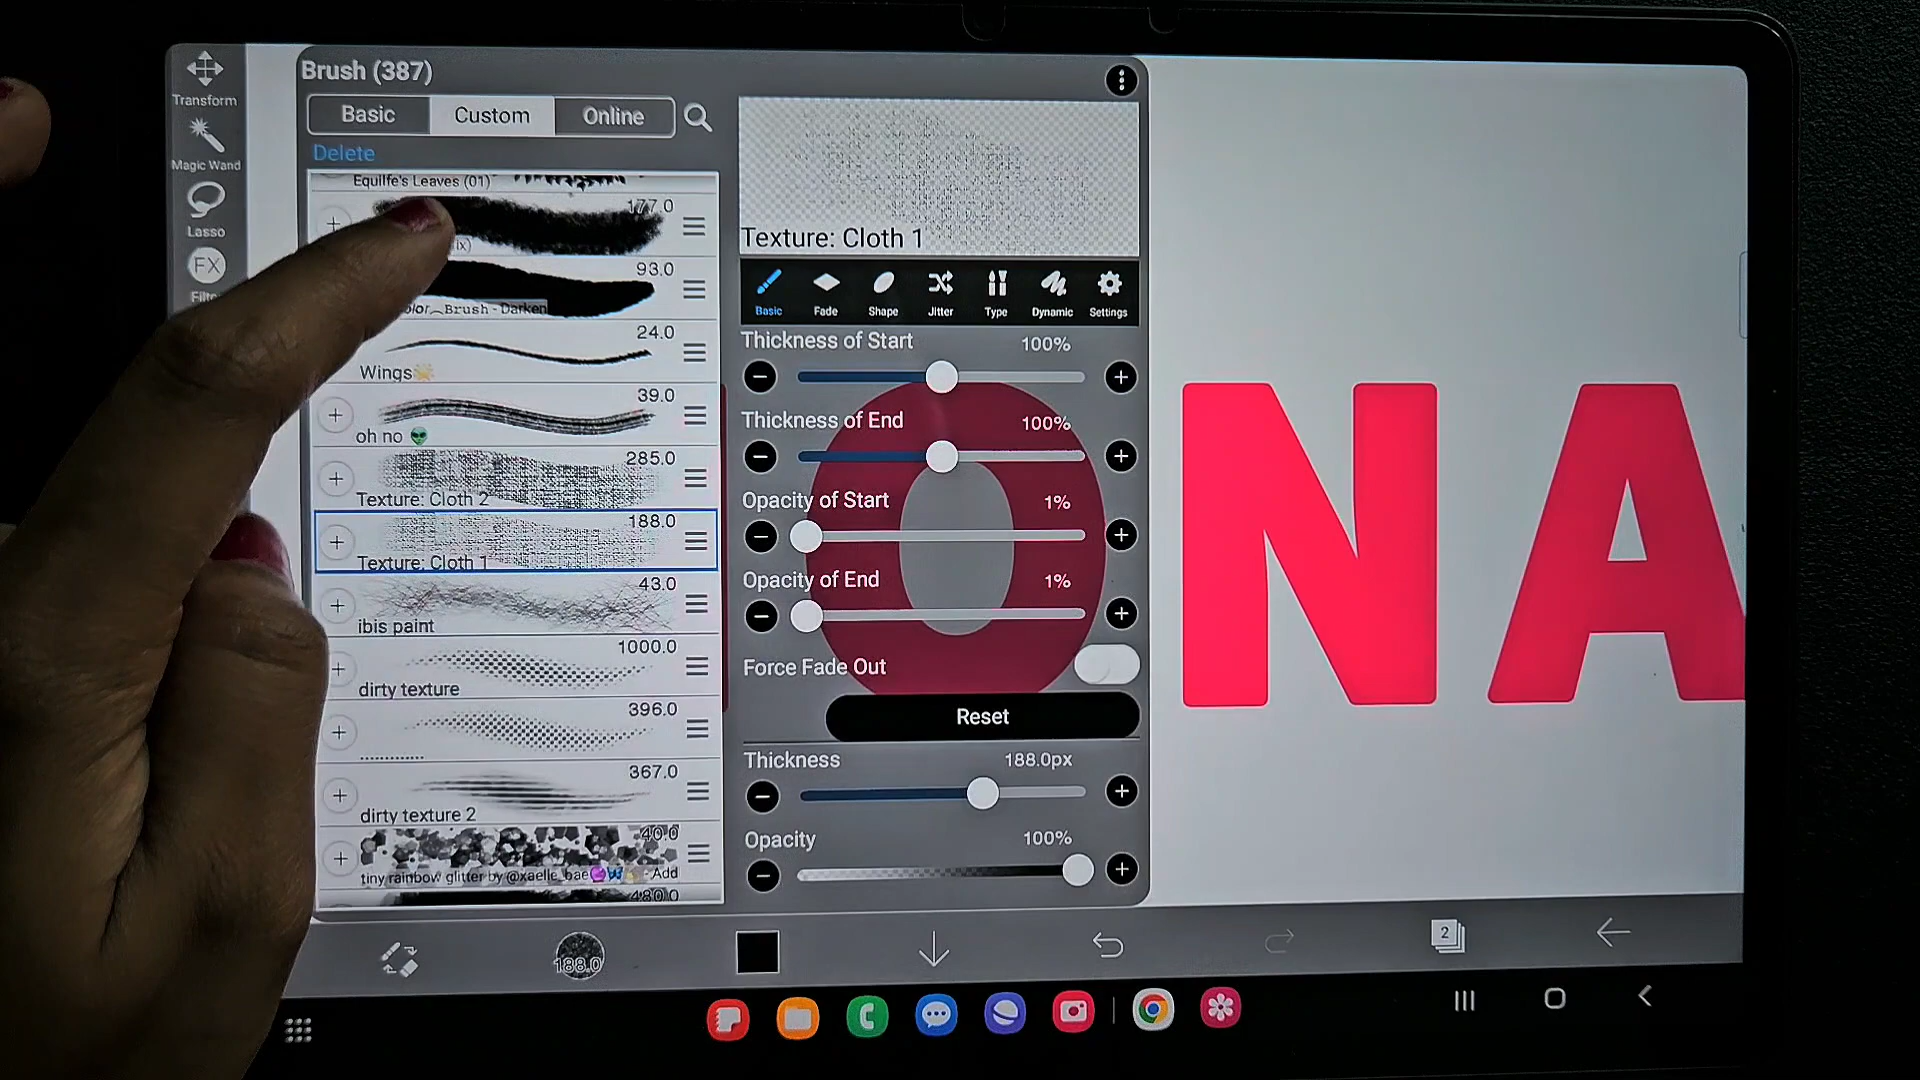 Brush (387)
Basic
Custom
Online
Delete
Transform
Magic Wand
Lasso
FX
Equilfe's Leaves (01)
177.0
93.0
Brush - Darken
24.0
Wings
39.0
oh no 👽
285.0
Texture: Cloth 2
188.0
Texture: Cloth 1
43.0
ibis paint
1000.0
dirty texture
396.0
.............
367.0
dirty texture 2
40.0
tiny rainbow glitter by @xaelle_bae - Add
480.0
Texture: Cloth 1
Basic
Fade
Shape
Jitter
Type
Dynamic
Settings
Thickness of Start 100%
Thickness of End 100%
Opacity of Start 1%
Opacity of End 1%
Force Fade Out
Reset
Thickness 188.0px
Opacity 100%
ONA
188.0
2